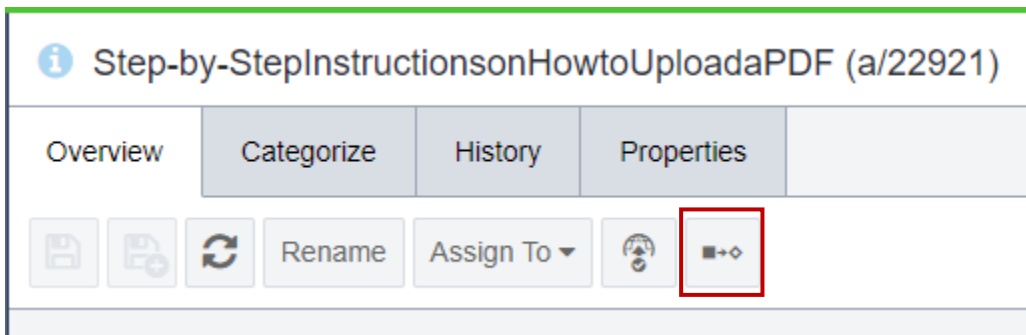 Step-by-StepInstructionsonHowtoUploadaPDF (a/22921)
Overview Categorize History Properties
Rename Assign To